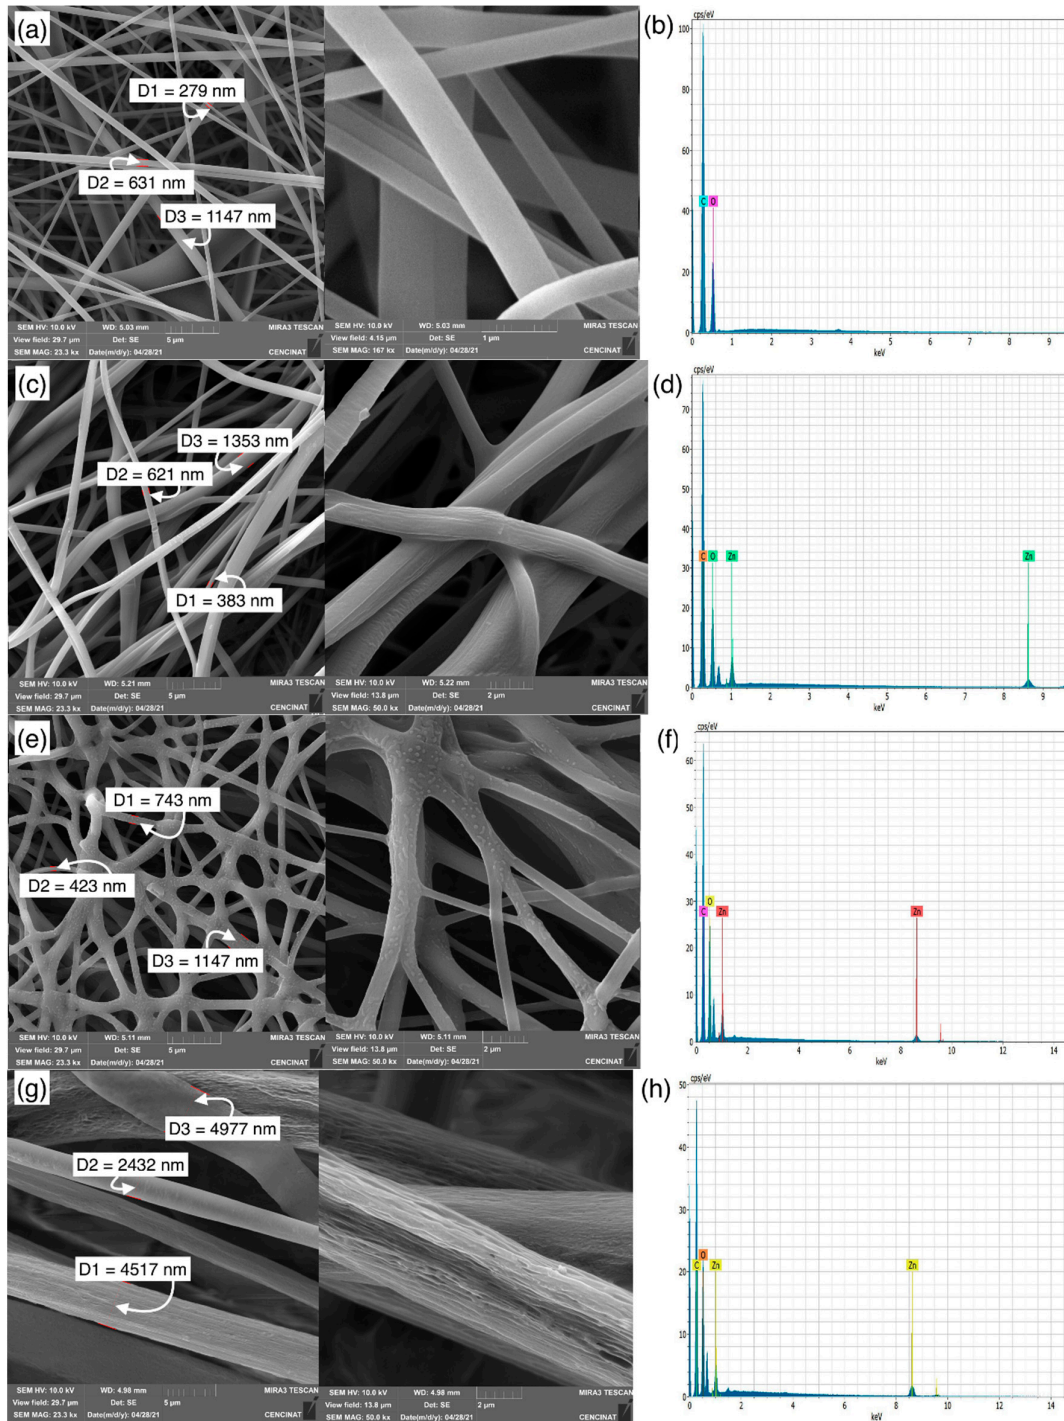 (a)
D1 = 279 nm
D2 = 631 nm
D3 = 1147 nm
SEM HV: 10.0 kV WD: 5.03 mm MIRA3 TESCAN
View field: 29.7 µm Det: SE 5 µm
SEM MAG: 23.3 kx Date(m/d/y): 04/28/21 CENCINAT
SEM HV: 10.0 kV WD: 5.03 mm MIRA3 TESCAN
View field: 4.15 µm Det: SE 1 µm
SEM MAG: 167 kx Date(m/d/y): 04/28/21 CENCINAT
(b)
cps/eV
100
80
60
40
20
0
C O
0 1 2 3 4 5 6 7 8 9
keV
(c)
D3 = 1353 nm
D2 = 621 nm
D1 = 383 nm
SEM HV: 10.0 kV WD: 5.21 mm MIRA3 TESCAN
View field: 29.7 µm Det: SE 5 µm
SEM MAG: 23.3 kx Date(m/d/y): 04/28/21 CENCINAT
SEM HV: 10.0 kV WD: 5.22 mm MIRA3 TESCAN
View field: 13.8 µm Det: SE 2 µm
SEM MAG: 50.0 kx Date(m/d/y): 04/28/21 CENCINAT
(d)
cps/eV
70
60
50
40
30
20
10
0
C O Zn Zn
0 1 2 3 4 5 6 7 8 9
keV
(e)
D1 = 743 nm
D2 = 423 nm
D3 = 1147 nm
SEM HV: 10.0 kV WD: 5.11 mm MIRA3 TESCAN
View field: 29.7 µm Det: SE 5 µm
SEM MAG: 23.3 kx Date(m/d/y): 04/28/21 CENCINAT
SEM HV: 10.0 kV WD: 5.11 mm MIRA3 TESCAN
View field: 13.8 µm Det: SE 2 µm
SEM MAG: 50.0 kx Date(m/d/y): 04/28/21 CENCINAT
(f)
cps/eV
60
50
40
30
20
10
0
O
C Zn Zn
0 2 4 6 8 10 12 14
keV
(g)
D3 = 4977 nm
D2 = 2432 nm
D1 = 4517 nm
SEM HV: 10.0 kV WD: 4.98 mm MIRA3 TESCAN
View field: 29.7 µm Det: SE 5 µm
SEM MAG: 23.3 kx Date(m/d/y): 04/28/21 CENCINAT
SEM HV: 10.0 kV WD: 4.98 mm MIRA3 TESCAN
View field: 13.8 µm Det: SE 2 µm
SEM MAG: 50.0 kx Date(m/d/y): 04/28/21 CENCINAT
(h)
cps/eV
50
40
30
20
10
0
O
C Zn Zn
0 2 4 6 8 10 12 14
keV